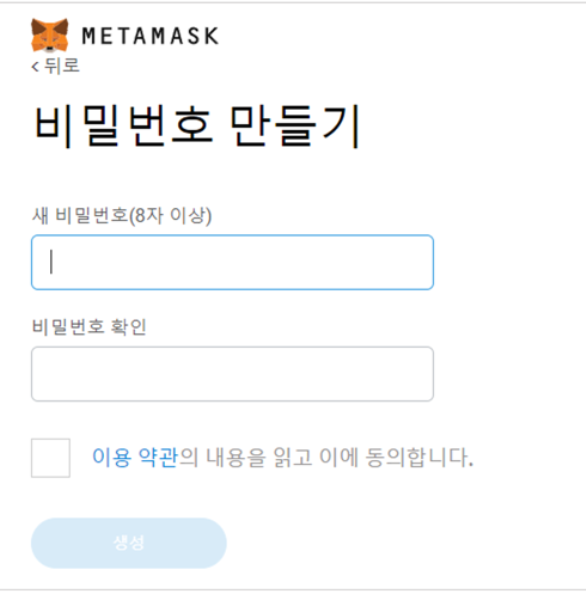 METAMASK
< 뒤로
비밀번호 만들기
새 비밀번호(8자 이상)
비밀번호 확인
이용 약관의 내용을 읽고 이에 동의합니다.
생성